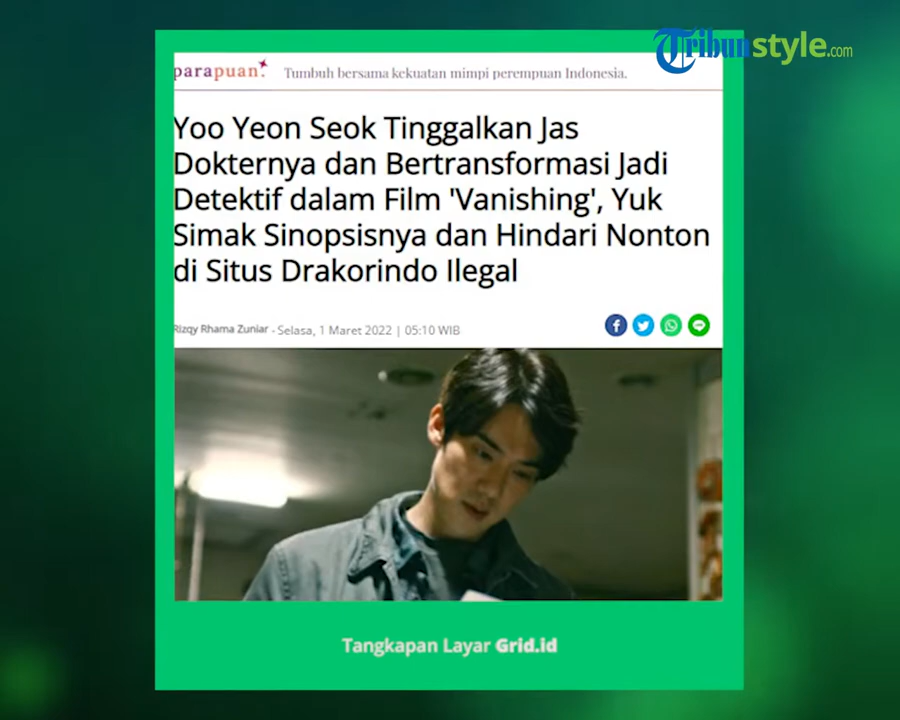 Tribunstyle.com
parapuan.
Tumbuh bersama kekuatan mimpi perempuan Indonesia.
Yoo Yeon Seok Tinggalkan Jas
Dokternya dan Bertransformasi Jadi
Detektif dalam Film 'Vanishing', Yuk
Simak Sinopsisnya dan Hindari Nonton
di Situs Drakorindo Ilegal
Rizqy Rhama Zuniar - Selasa, 1 Maret 2022 | 05:10 WIB
Tangkapan Layar Grid.id